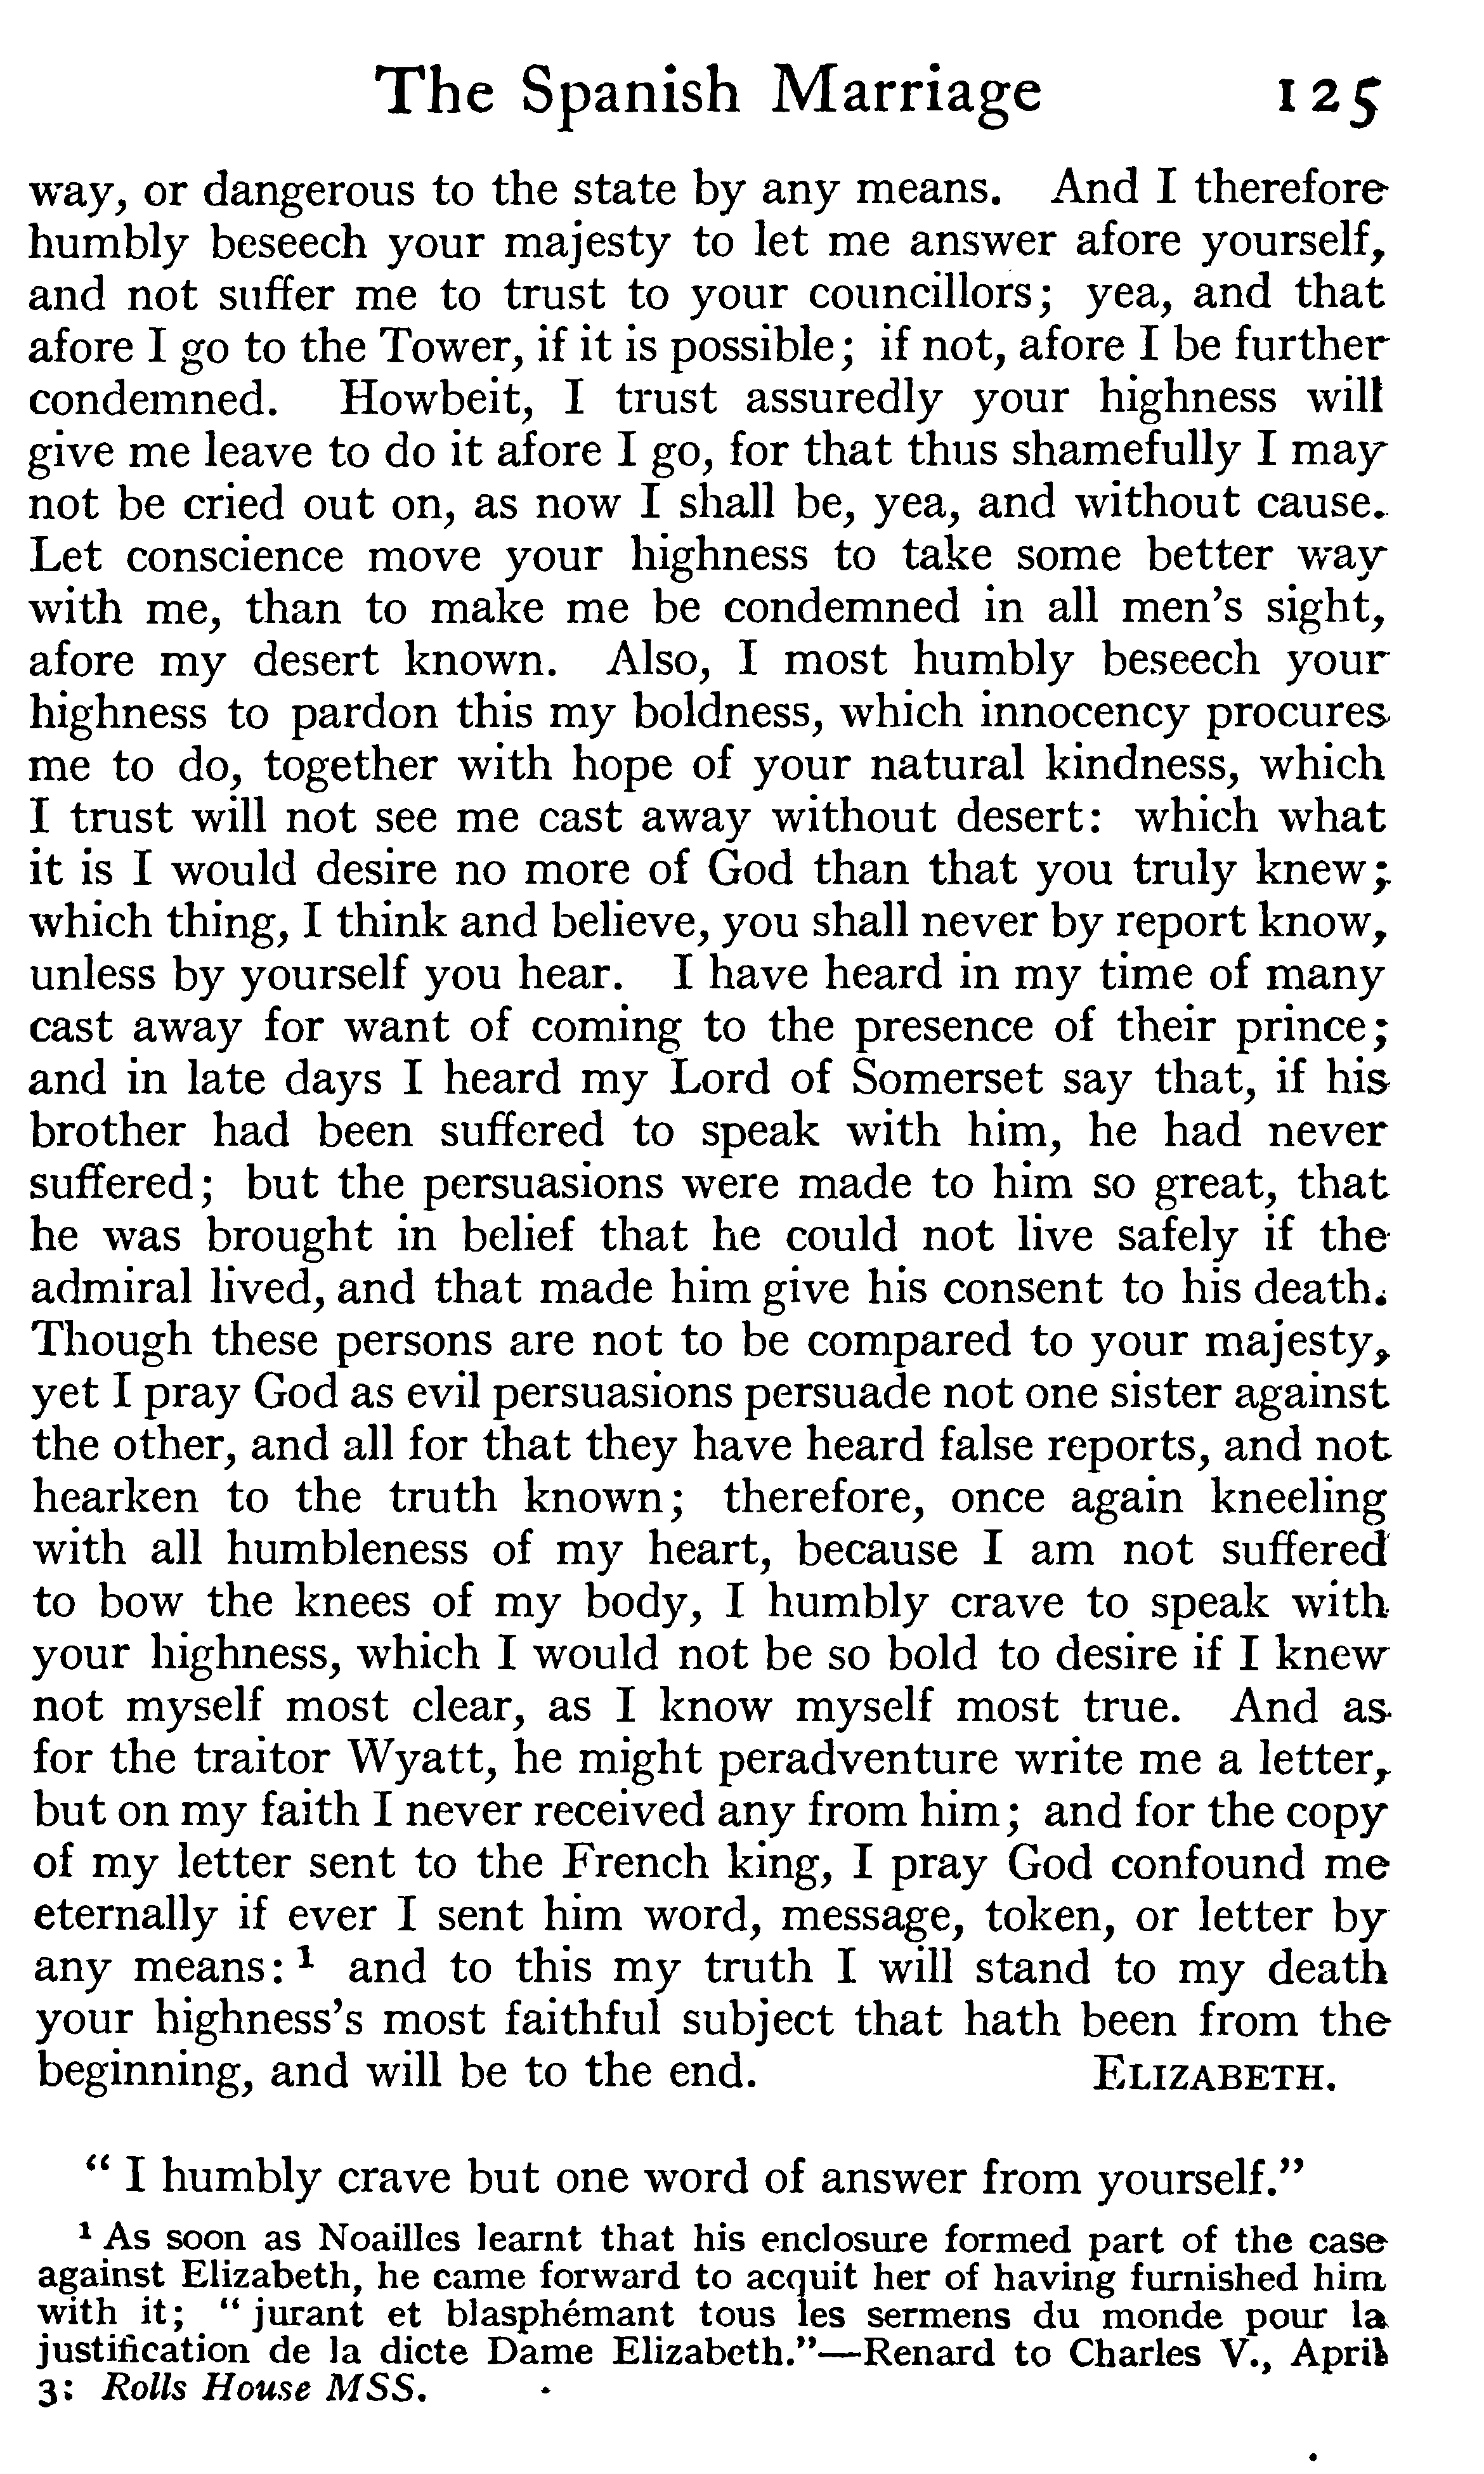 The Spanish Marriage 125
way, or dangerous to the state by any means. And I therefore
humbly beseech your majesty to let me answer afore yourself,
and not suffer me to trust to your councillors; yea, and that
afore I go to the Tower, if it is possible; if not, afore I be further
condemned. Howbeit, I trust assuredly your highness will
give me leave to do it afore I go, for that thus shamefully I may
not be cried out on, as now I shall be, yea, and without cause.
Let conscience move your highness to take some better way
with me, than to make me be condemned in all men's sight,
afore my desert known. Also, I most humbly beseech your
highness to pardon this my boldness, which innocency procures
me to do, together with hope of your natural kindness, which
I trust will not see me cast away without desert: which what
it is I would desire no more of God than that you truly knew;
which thing, I think and believe, you shall never by report know,
unless by yourself you hear. I have heard in my time of many
cast away for want of coming to the presence of their prince;
and in late days I heard my Lord of Somerset say that, if his
brother had been suffered to speak with him, he had never
suffered; but the persuasions were made to him so great, that
he was brought in belief that he could not live safely if the
admiral lived, and that made him give his consent to his death.
Though these persons are not to be compared to your majesty,
yet I pray God as evil persuasions persuade not one sister against
the other, and all for that they have heard false reports, and not
hearken to the truth known; therefore, once again kneeling
with all humbleness of my heart, because I am not suffered
to bow the knees of my body, I humbly crave to speak with
your highness, which I would not be so bold to desire if I knew
not myself most clear, as I know myself most true. And as
for the traitor Wyatt, he might peradventure write me a letter,
but on my faith I never received any from him; and for the copy
of my letter sent to the French king, I pray God confound me
eternally if ever I sent him word, message, token, or letter by
any means:¹ and to this my truth I will stand to my death
your highness's most faithful subject that hath been from the
beginning, and will be to the end. ELIZABETH.
"I humbly crave but one word of answer from yourself."
¹ As soon as Noailles learnt that his enclosure formed part of the case
against Elizabeth, he came forward to acquit her of having furnished him
with it; "jurant et blasphémant tous les sermens du monde pour la
justification de la dicte Dame Elizabeth."—Renard to Charles V., April
3: Rolls House MSS.